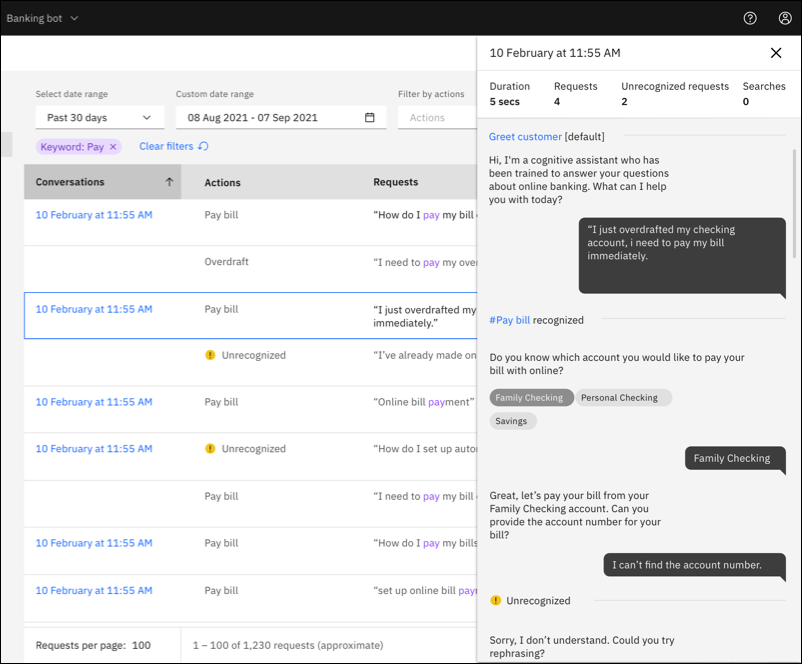 Banking bot
Select date range
Custom date range
Filter by actions
Past 30 days
08 Aug 2021 - 07 Sep 2021
Actions
Keyword: Pay ×
Clear filters
Conversations Actions Requests
10 February at 11:55 AM Pay bill “How do I pay my bill
Overdraft “I need to pay my over
10 February at 11:55 AM Pay bill “I just overdrafted my
immediately.”
Unrecognized “I’ve already made on
10 February at 11:55 AM Pay bill “Online bill payment”
10 February at 11:55 AM Unrecognized “How do I set up auto
Pay bill “I need to pay my bill
10 February at 11:55 AM Pay bill “How do I pay my bills
10 February at 11:55 AM Pay bill “set up online bill pay
Requests per page: 100
1 – 100 of 1,230 requests (approximate)
10 February at 11:55 AM
Duration Requests Unrecognized requests Searches
5 secs 4 2 0
Greet customer [default]
Hi, I'm a cognitive assistant who has
been trained to answer your questions
about online banking. What can I help
you with today?
“I just overdrafted my checking
account, i need to pay my bill
immediately.
#Pay bill recognized
Do you know which account you would like to pay your
bill with online?
Family Checking Personal Checking
Savings
Family Checking
Great, let’s pay your bill from your
Family Checking account. Can you
provide the account number for your
bill?
I can’t find the account number.
Unrecognized
Sorry, I don’t understand. Could you try
rephrasing?